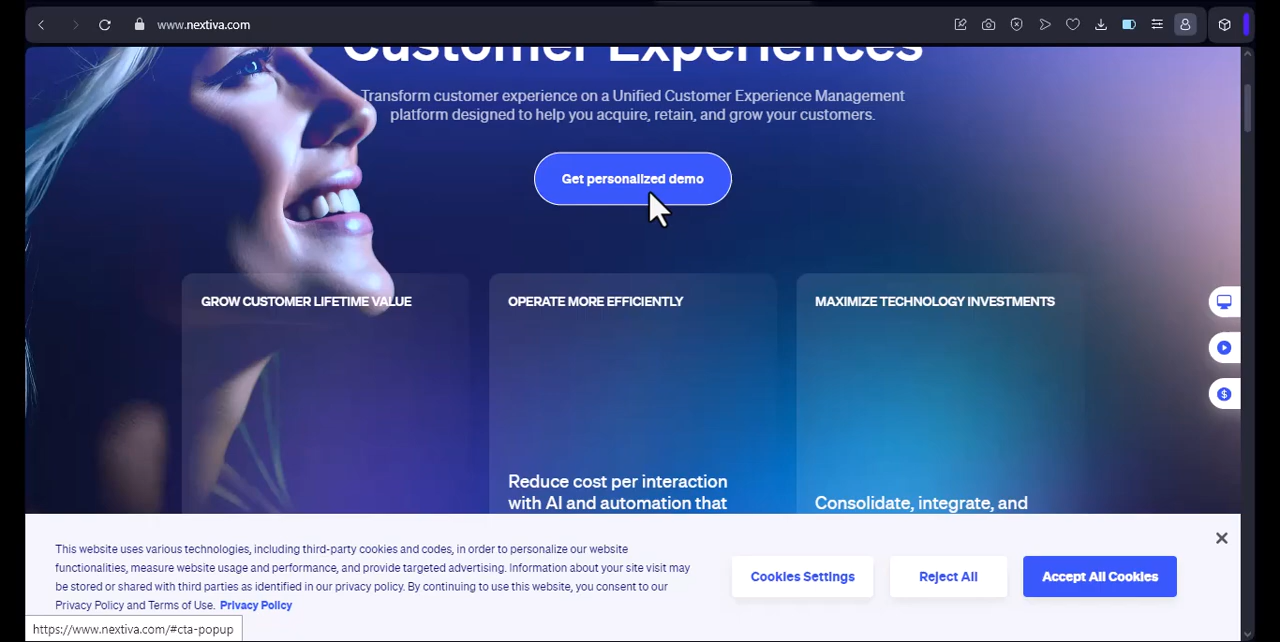 www.nextiva.com
Customer Experiences
Transform customer experience on a Unified Customer Experience Management
platform designed to help you acquire, retain, and grow your customers.
Get personalized demo
GROW CUSTOMER LIFETIME VALUE
OPERATE MORE EFFICIENTLY
Reduce cost per interaction
with AI and automation that
MAXIMIZE TECHNOLOGY INVESTMENTS
Consolidate, integrate, and
This website uses various technologies, including third-party cookies and codes, in order to personalize our website
functionalities, measure website usage and performance, and provide targeted advertising. Information about your site visit may
be stored or shared with third parties as identified in our privacy policy. By continuing to use this website, you consent to our
Privacy Policy and Terms of Use. Privacy Policy
Cookies Settings
Reject All
Accept All Cookies
https://www.nextiva.com/#cta-popup